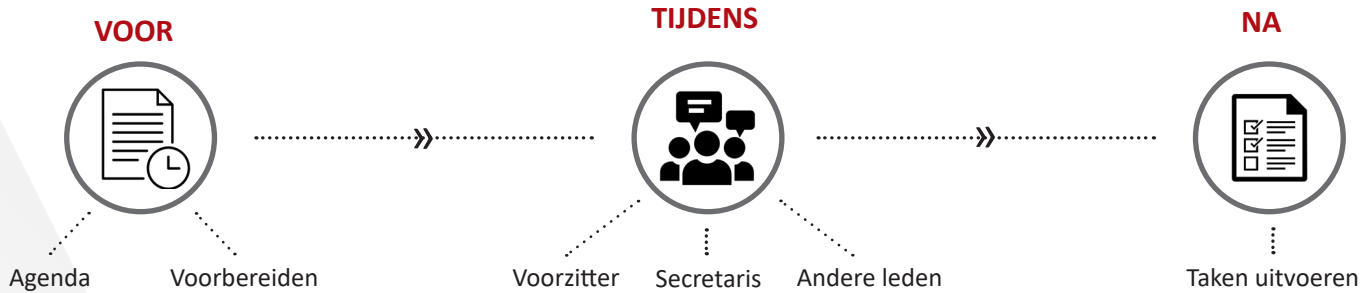 VOOR
TIJDENS
NA
Agenda
Voorbereiden
Voorzitter
Secretaris
Andere leden
Taken uitvoeren